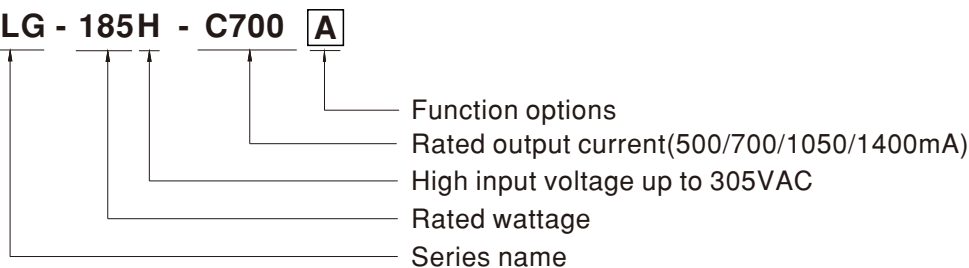 LG - 185H - C700 A
Function options
Rated output current(500/700/1050/1400mA)
High input voltage up to 305VAC
Rated wattage
Series name